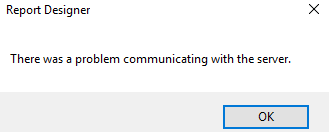 Report Designer
There was a problem communicating with the server.
OK